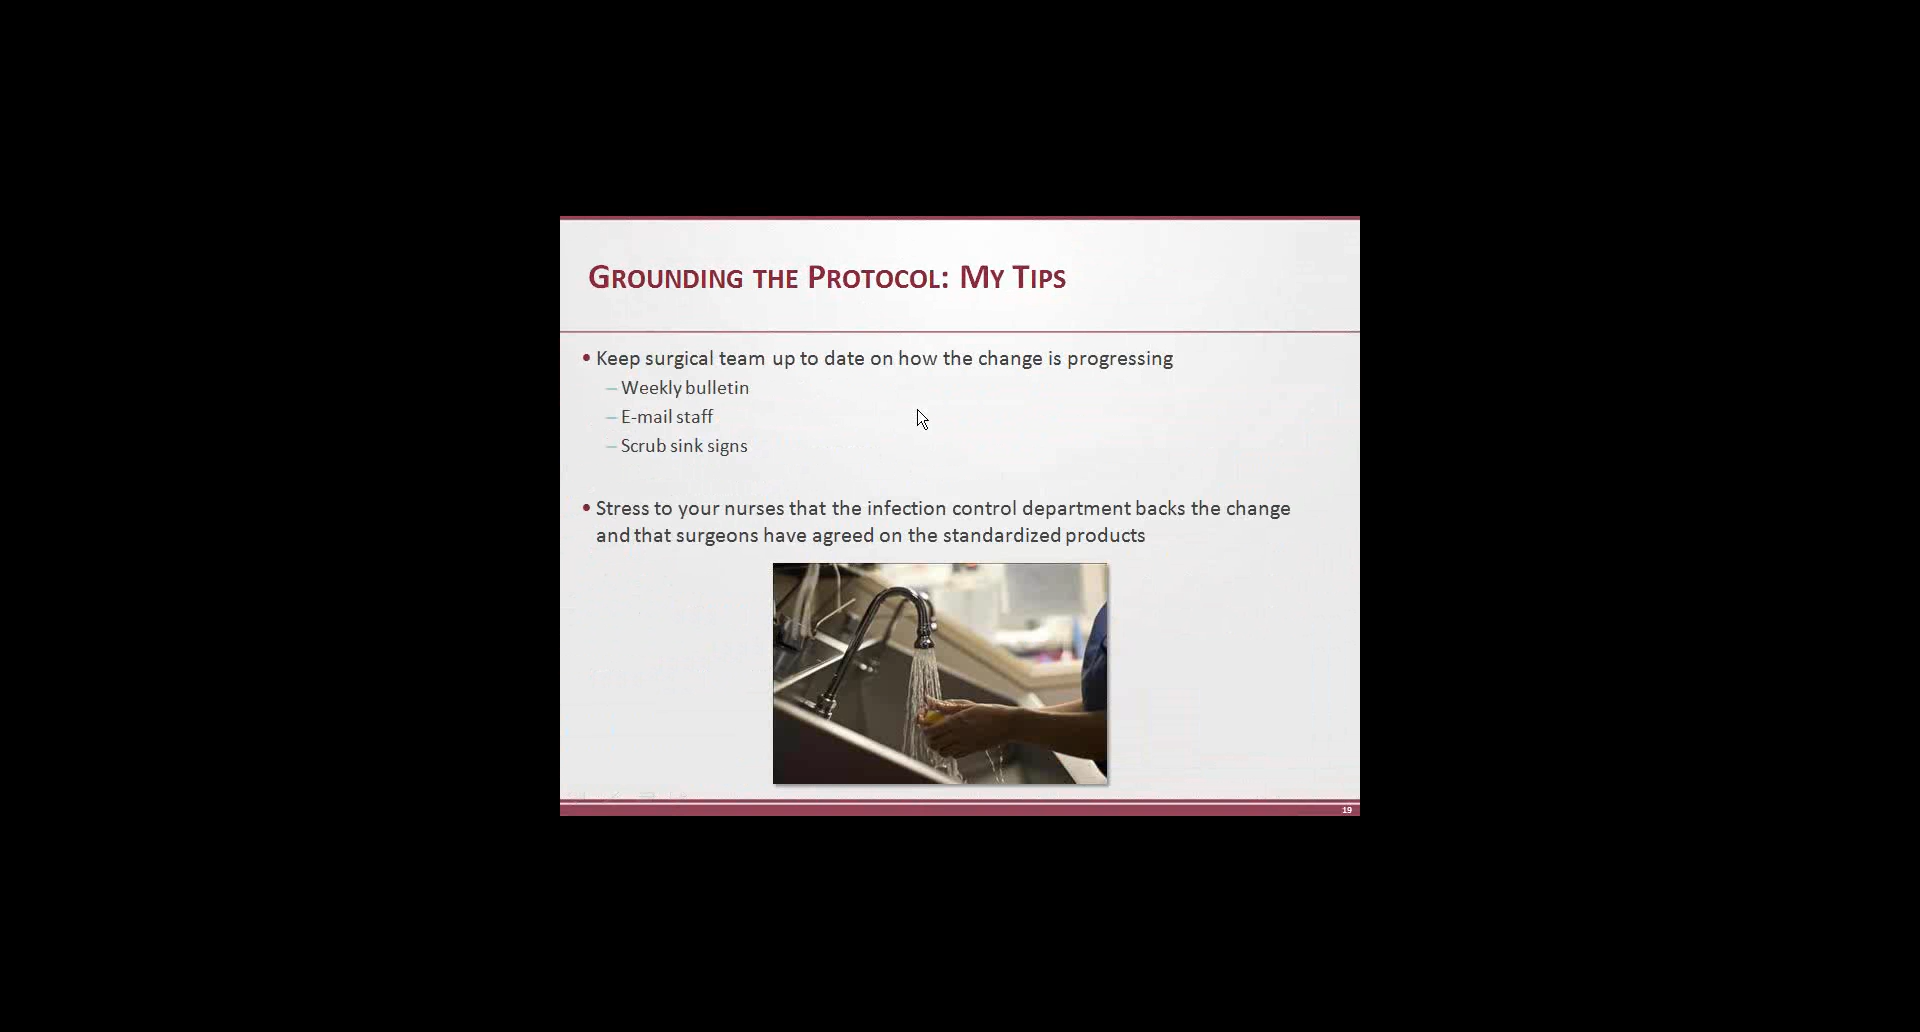 GROUNDING THE PROTOCOL: MY TIPS
• Keep surgical team up to date on how the change is progressing
– Weekly bulletin
– E-mail staff
– Scrub sink signs
• Stress to your nurses that the infection control department backs the change
and that surgeons have agreed on the standardized products
19